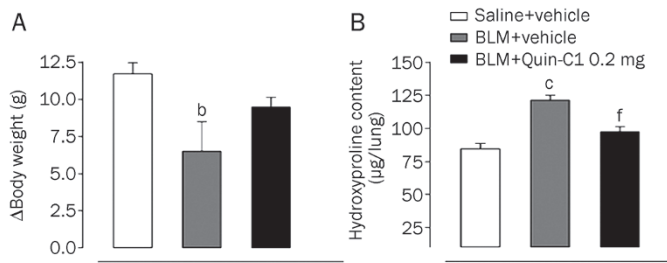 A
ΔBody weight (g)
12.5
10.0
7.5
5.0
2.5
0.0
b
B
Saline+vehicle
BLM+vehicle
BLM+Quin-C1 0.2 mg
Hydroxyproline content
(μg/lung)
150
125
100
75
50
25
c
f